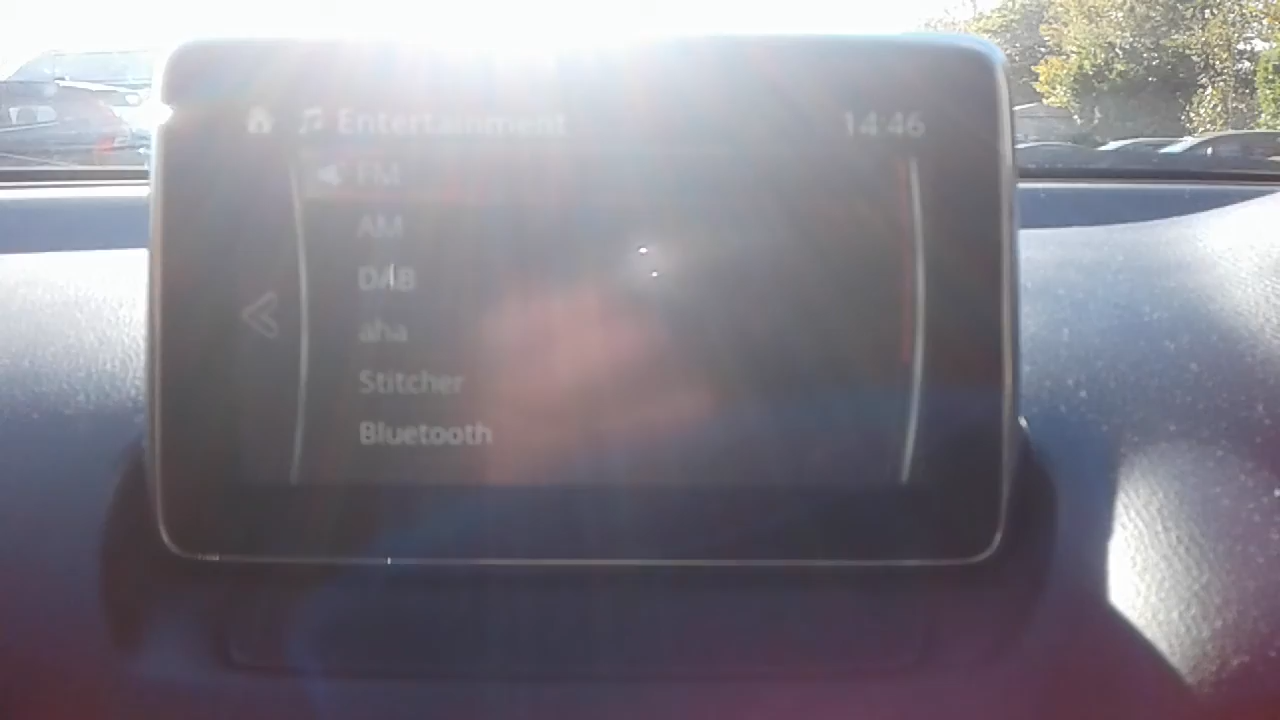 Entertainment 14:46
FM
AM
DAB
aha
Stitcher
Bluetooth